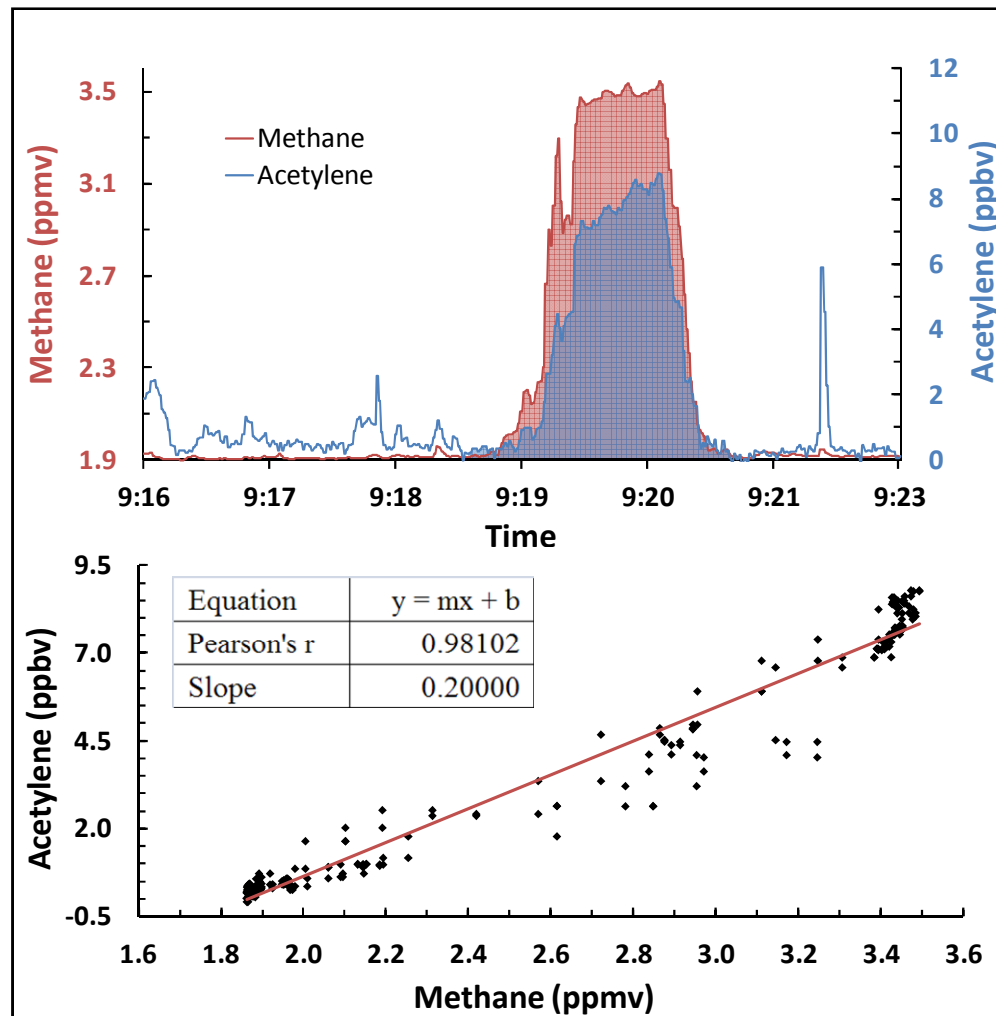 Methane (ppmv)
3.5
3.1
2.7
2.3
1.9
Methane
Acetylene
12
10
8
6
4
2
0
Acetylene (ppbv)
9:16 9:17 9:18 9:19 9:20 9:21 9:23
Time
Acetylene (ppbv)
9.5
7.0
4.5
2.0
-0.5
Equation y = mx + b
Pearson's r 0.98102
Slope 0.20000
1.6 1.8 2.0 2.2 2.4 2.6 2.8 3.0 3.2 3.4 3.6
Methane (ppmv)